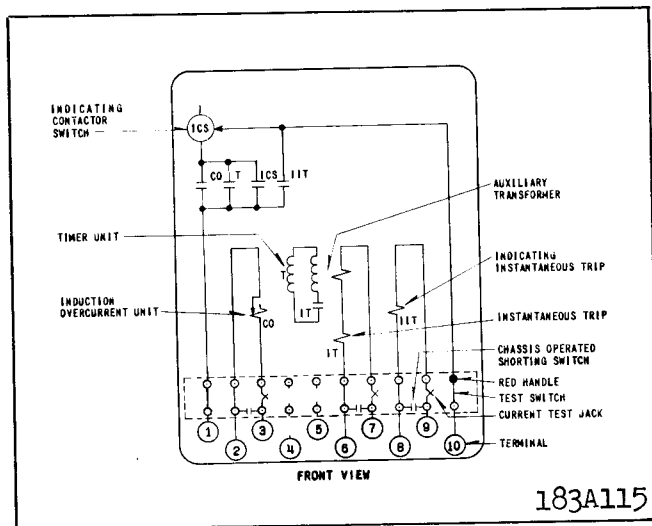 INDICATING
CONTACTOR
SWITCH
ICS
CO
T
ICS
IIT
AUXILIARY
TRANSFORMER
TIMER UNIT
T
IT
INDICATING
INSTANTANEOUS TRIP
INDUCTION
OVERCURRENT UNIT
CO
IIT
INSTANTANEOUS TRIP
IT
CHASSIS OPERATED
SHORTING SWITCH
RED HANDLE
TEST SWITCH
CURRENT TEST JACK
1
2
3
4
5
6
7
8
9
10
TERMINAL
FRONT VIEW
183A115